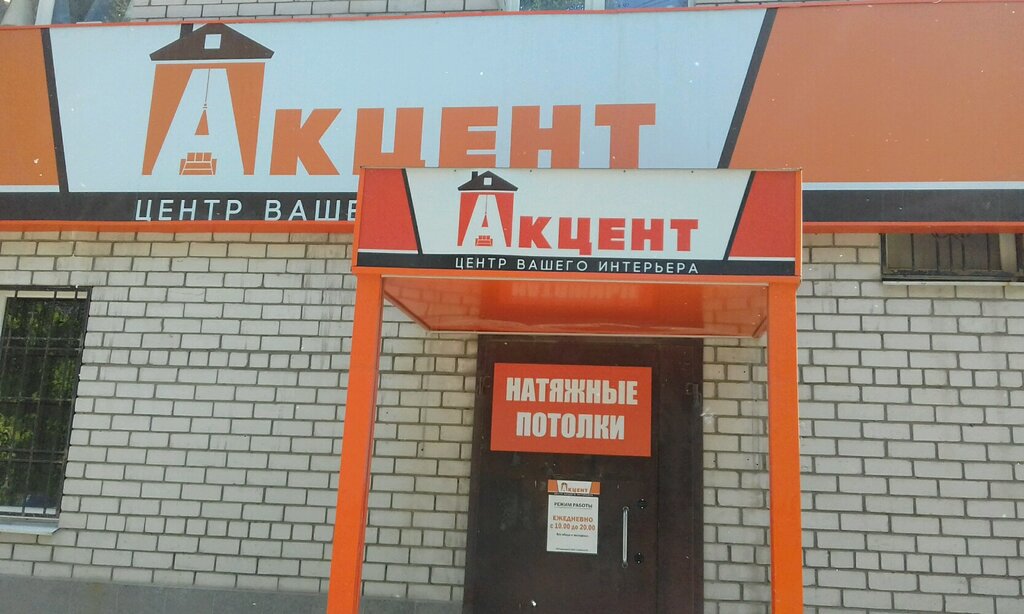 АКЦЕНТ
ЦЕНТР ВАШЕ
АКЦЕНТ
ЦЕНТР ВАШЕГО ИНТЕРЬЕРА
НАТЯЖНЫЕ
ПОТОЛКИ
АКЦЕНТ
РЕЖИМ РАБОТЫ
ЕЖЕДНЕВНО
с 10.00 до 20.00